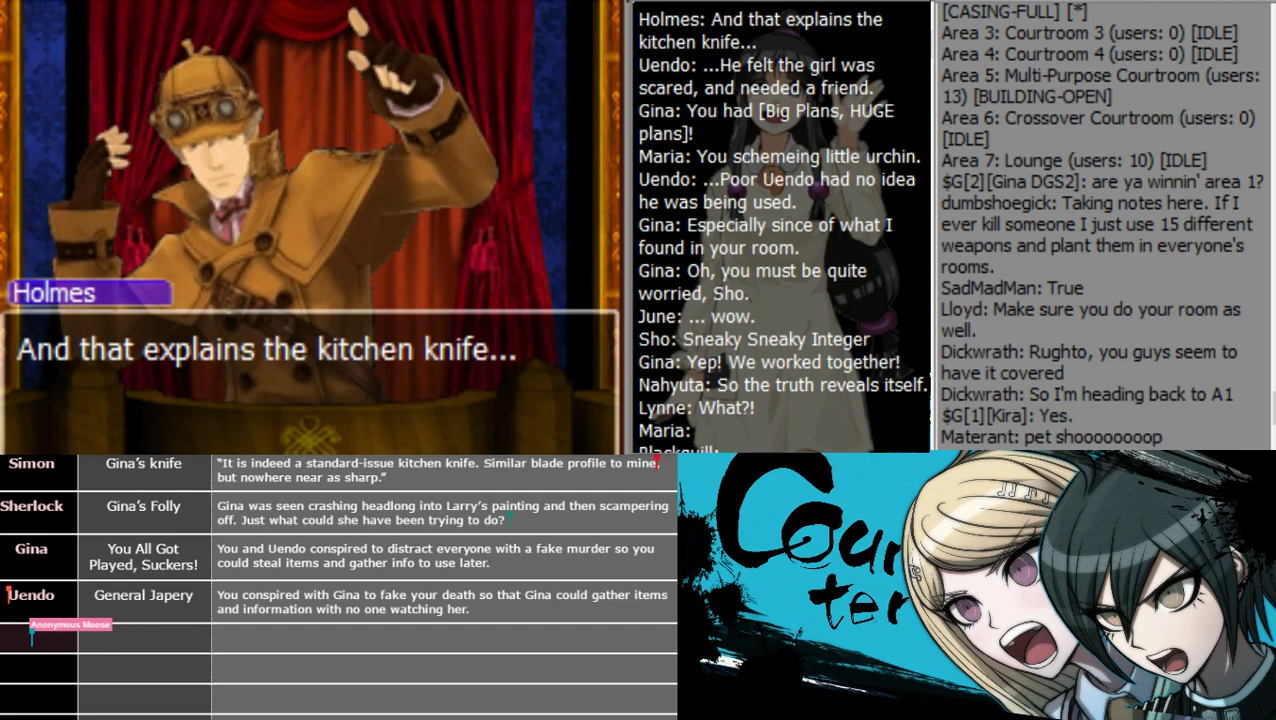 Holmes
And that explains the kitchen knife...
Holmes: And that explains the
kitchen knife...
Uendo: ...He felt the girl was
scared, and needed a friend.
Gina: You had [Big Plans, HUGE
plans]!
Maria: You schemeing little urchin.
Uendo: ...Poor Uendo had no idea
he was being used.
Gina: Especially since of what I
found in your room.
Gina: Oh, you must be quite
worried, Sho.
June: ... wow.
Sho: Sneaky Sneaky Integer
Gina: Yep! We worked together!
Nahyuta: So the truth reveals itself.
Lynne: What?!
Maria:
Blackquill:
[CASING-FULL] [*]
Area 3: Courtroom 3 (users: 0) [IDLE]
Area 4: Courtroom 4 (users: 0) [IDLE]
Area 5: Multi-Purpose Courtroom (users:
13) [BUILDING-OPEN]
Area 6: Crossover Courtroom (users: 0)
[IDLE]
Area 7: Lounge (users: 10) [IDLE]
$G[2][Gina DGS2]: are ya winnin' area 1?
dumbshoegick: Taking notes here. If I
ever kill someone I just use 15 different
weapons and plant them in everyone's
rooms.
SadMadMan: True
Lloyd: Make sure you do your room as
well.
Dickwrath: Rughto, you guys seem to
have it covered
Dickwrath: So I'm heading back to A1
$G[1][Kira]: Yes.
Materant: pet shooooooop
Simon
Gina's knife
"It is indeed a standard-issue kitchen knife. Similar blade profile to mine,
but nowhere near as sharp."
Sherlock
Gina's Folly
Gina was seen crashing headlong into Larry's painting and then scampering
off. Just what could she have been trying to do?
Gina
You All Got
Played, Suckers!
You and Uendo conspired to distract everyone with a fake murder so you
could steal items and gather info to use later.
Uendo
General Japery
You conspired with Gina to fake your death so that Gina could gather items
and information with no one watching her.
Anonymous Moose
Coun
ter